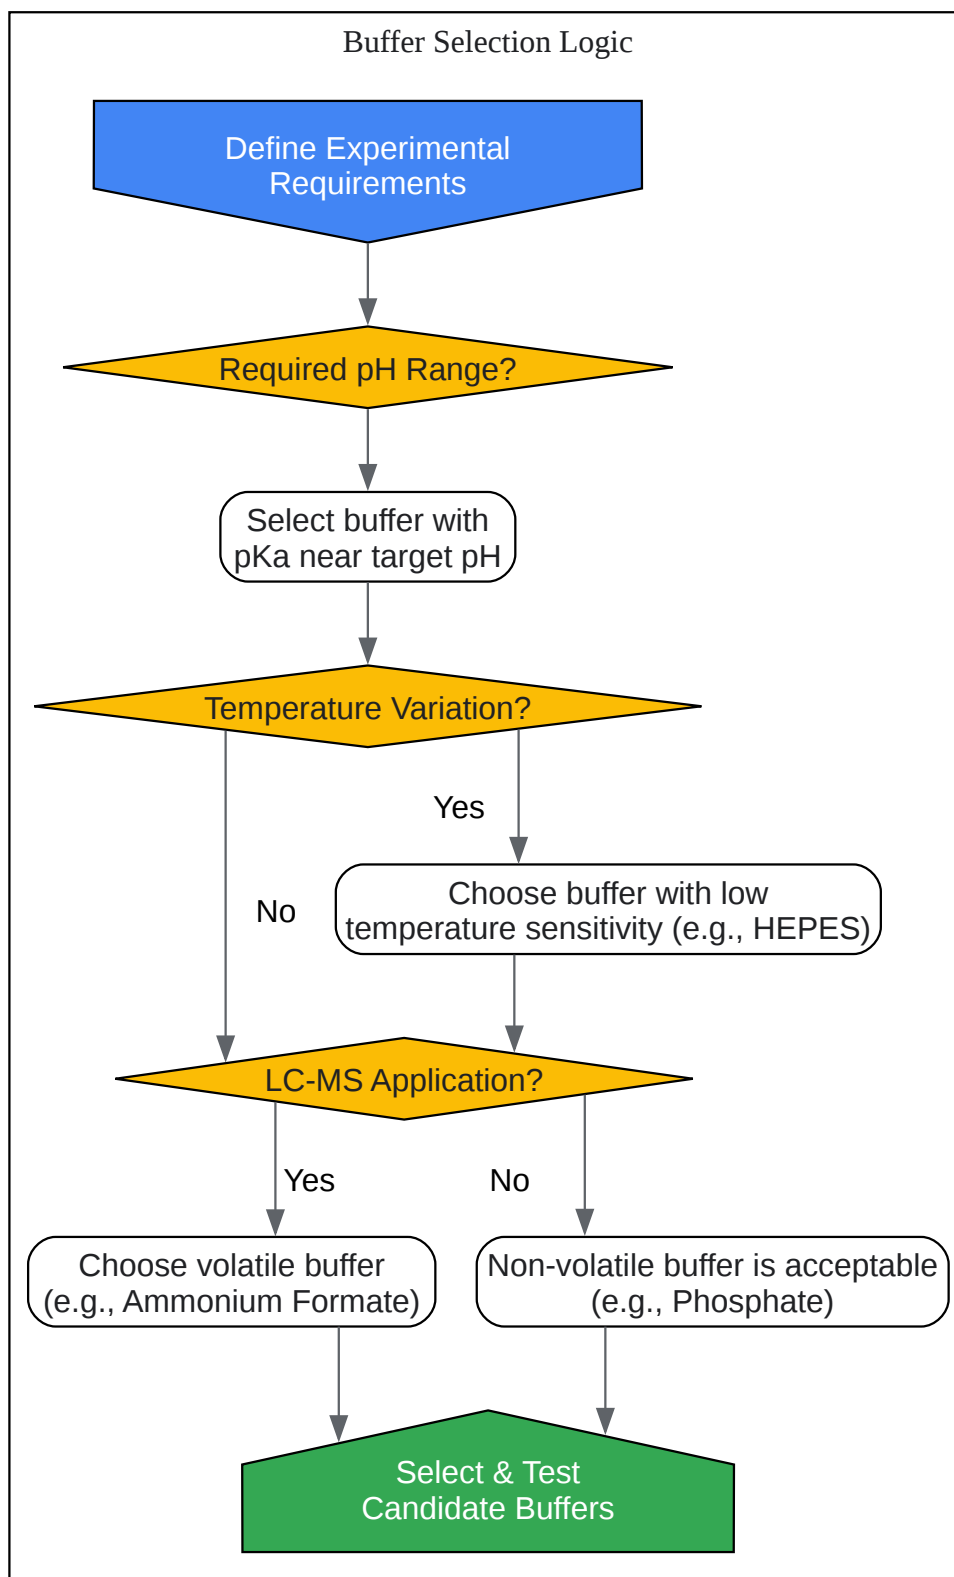 Buffer Selection Logic
Define Experimental
Requirements
Required pH Range?
Select buffer with
pKa near target pH
Temperature Variation?
Yes
No
Choose buffer with low
temperature sensitivity (e.g., HEPES)
LC-MS Application?
Yes
No
Choose volatile buffer
(e.g., Ammonium Formate)
Non-volatile buffer is acceptable
(e.g., Phosphate)
Select & Test
Candidate Buffers